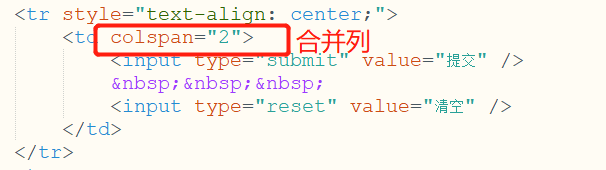 <tr style="text-align: center;">
<td colspan="2"> 合并列
<input type="submit" value="提交" />
&nbsp;&nbsp;&nbsp;
<input type="reset" value="清空" />
</td>
</tr>